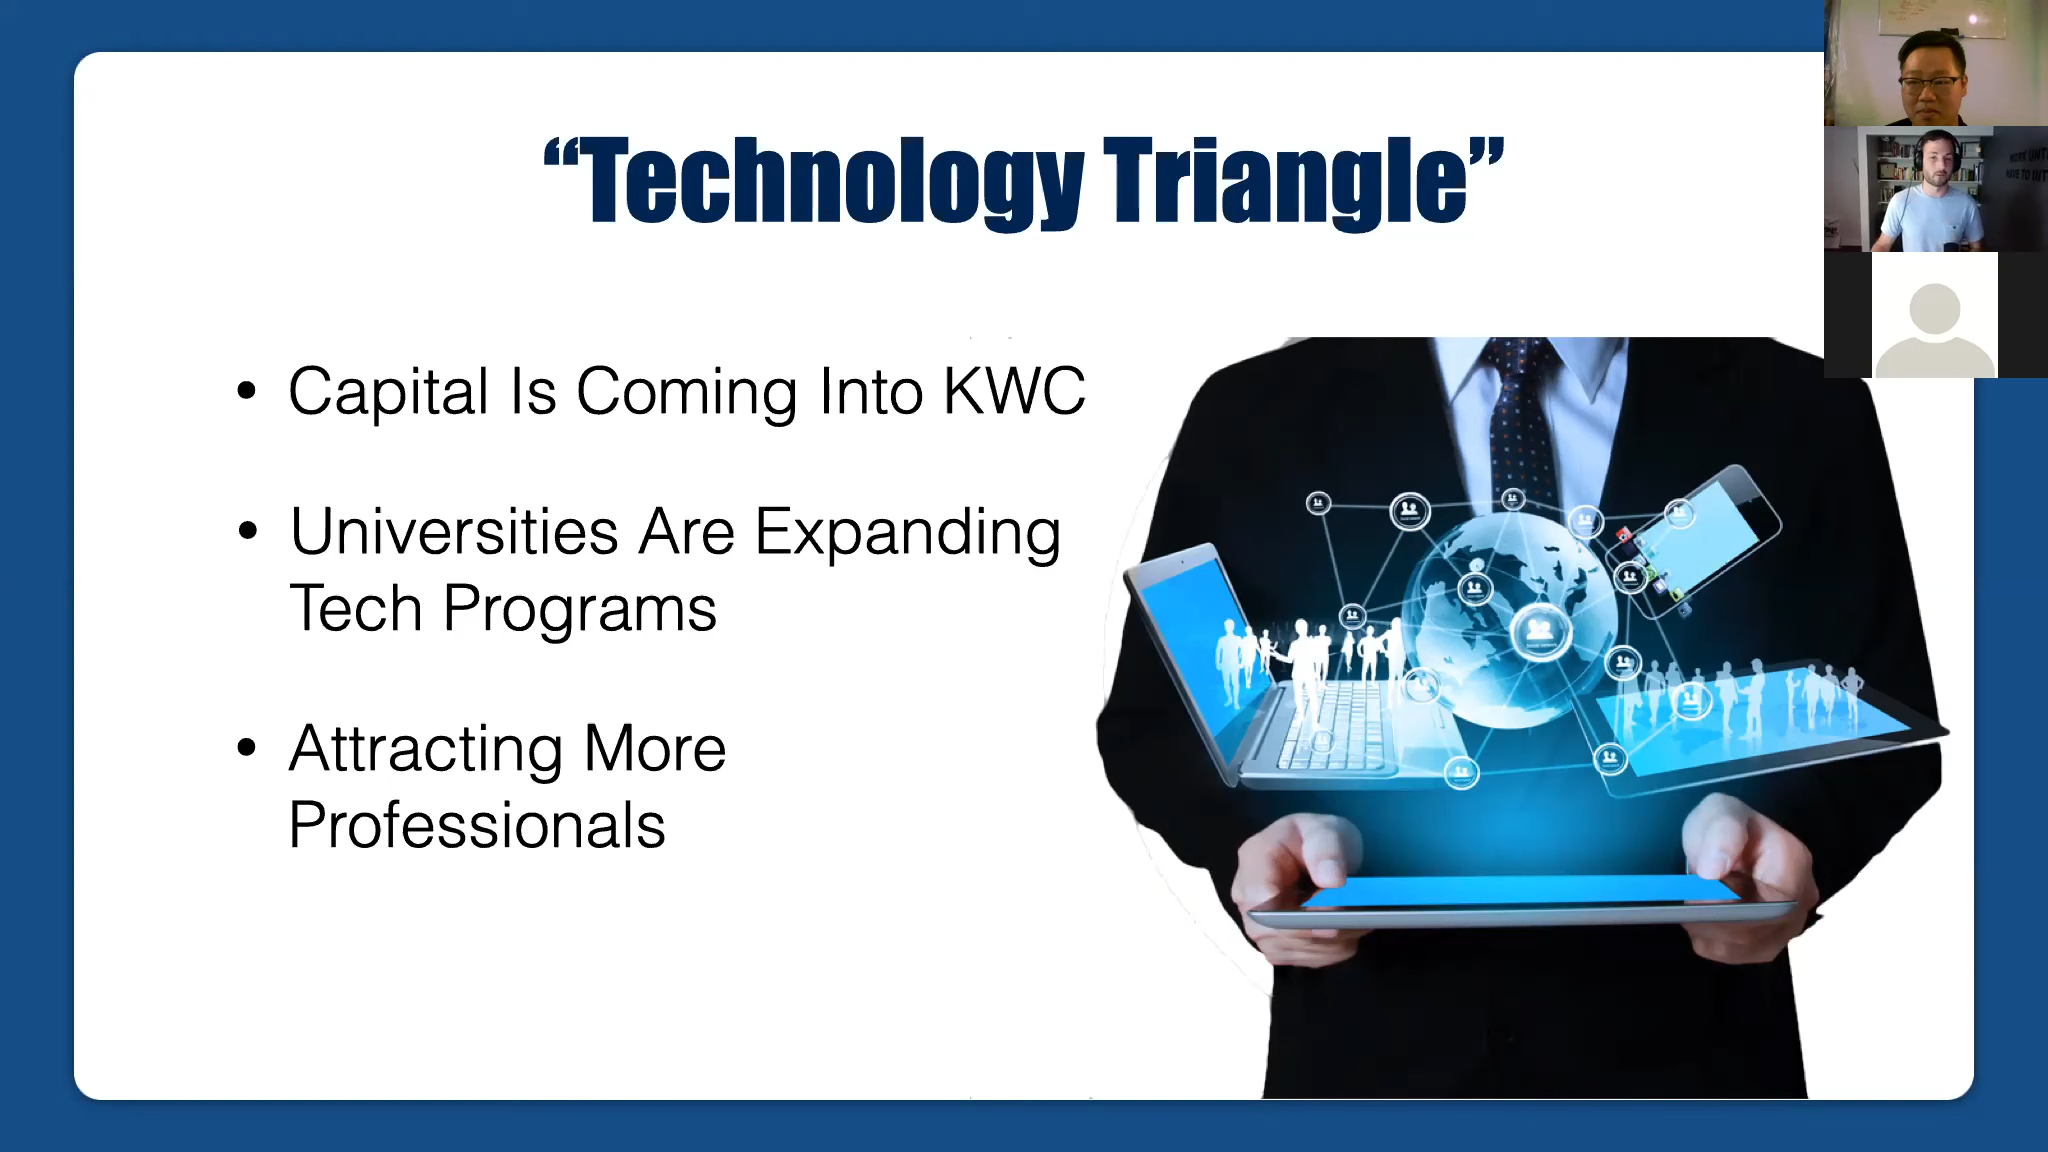 “Technology Triangle”
• Capital Is Coming Into KWC
• Universities Are Expanding
Tech Programs
• Attracting More
Professionals